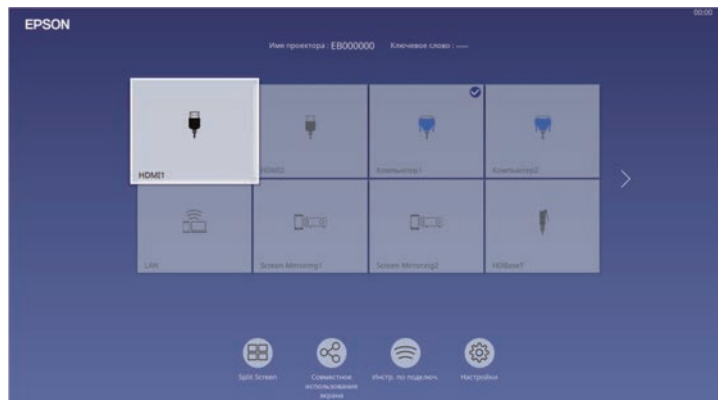 00:00
EPSON
Имя проектора : EB000000 Ключевое слово : ----
HDMI1
HDMI2
Компьютер1
Компьютер2
LAN
Screen Mirroring1
Screen Mirroring2
HDBaseT
Split Screen
Совместное
использования
экрана
Инстр. по подключ.
Настройки